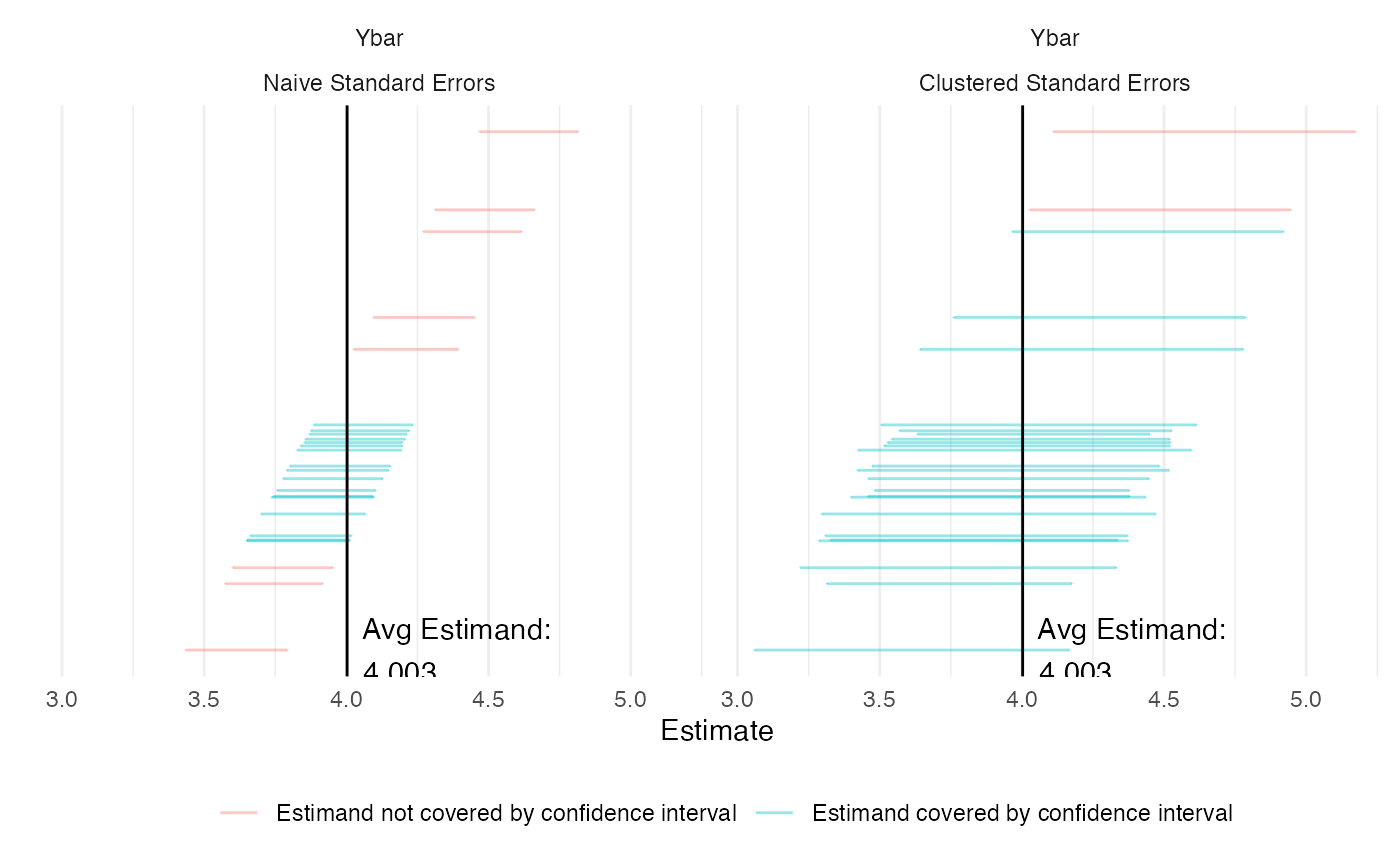 Ybar
Ybar
Naive Standard Errors
Clustered Standard Errors
Avg Estimand:
4.003
Avg Estimand:
4.003
3.0 3.5 4.0 4.5 5.0 3.0 3.5 4.0 4.5 5.0
Estimate
Estimand not covered by confidence interval Estimand covered by confidence interval